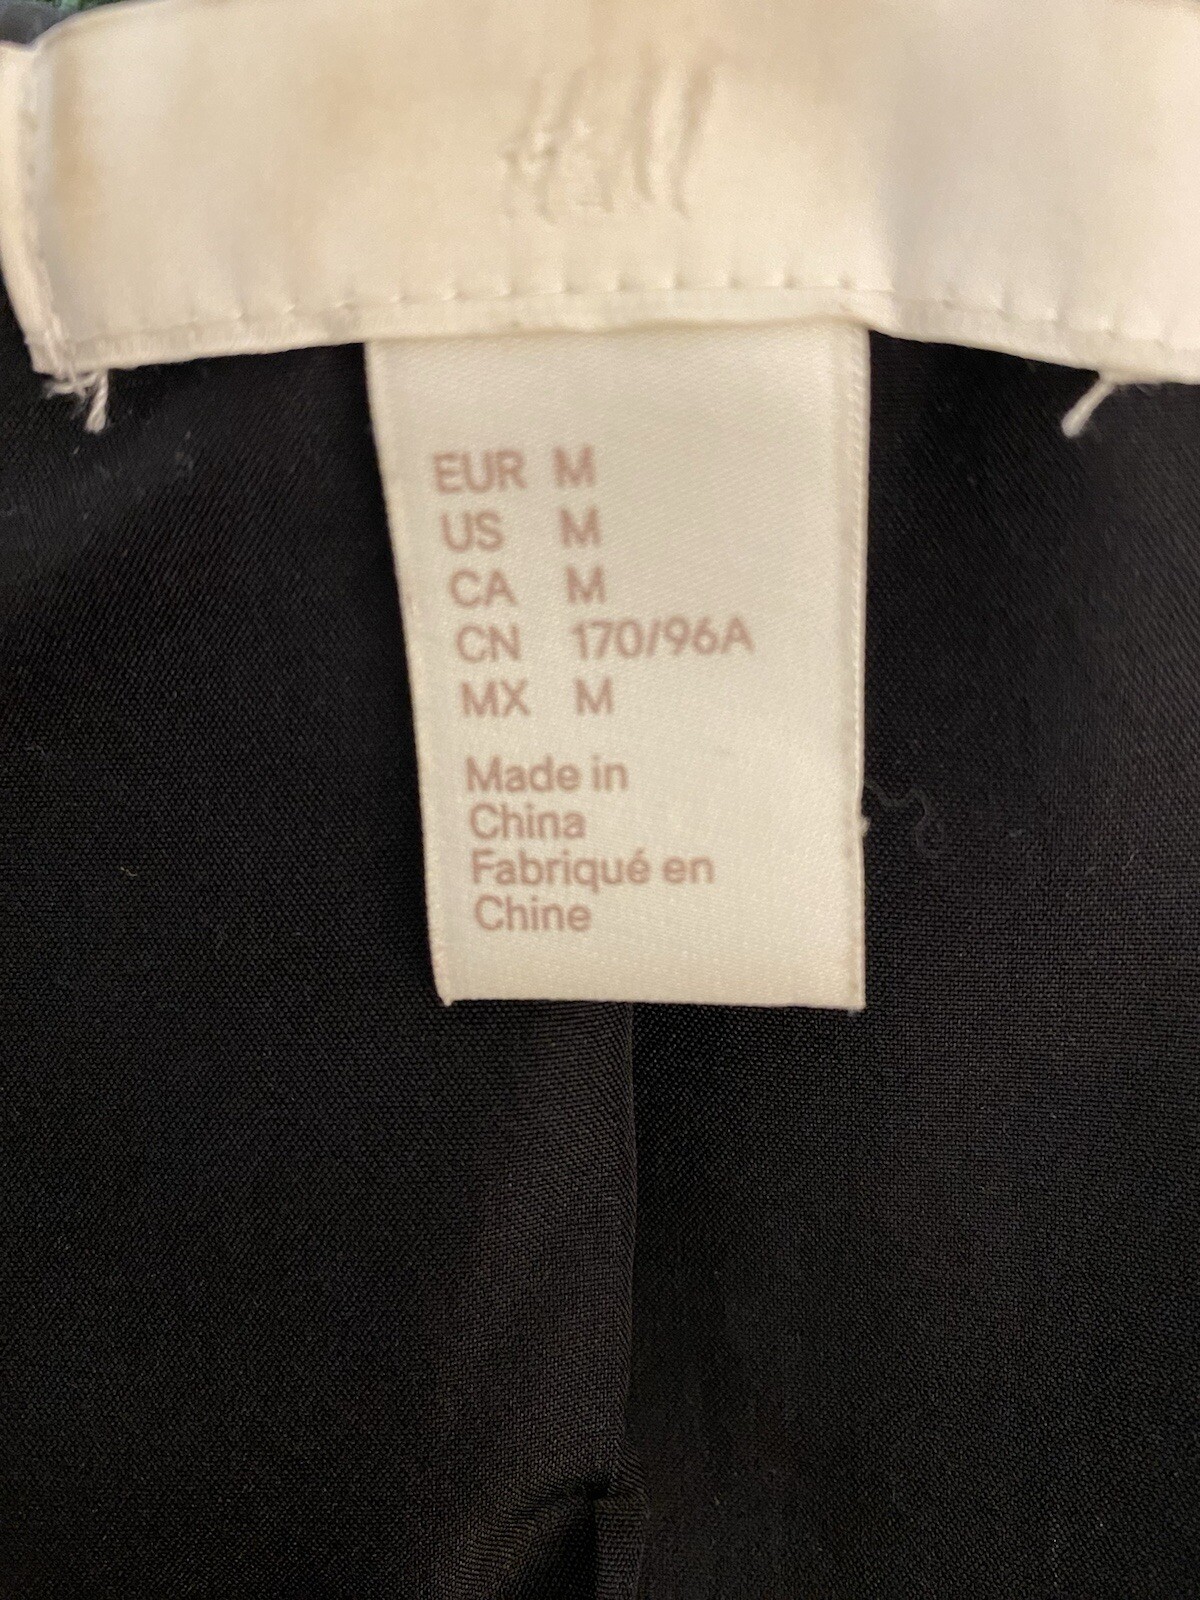 H&M
EUR M
US M
CA M
CN 170/96A
MX M
Made in
China
Fabriqué en
Chine